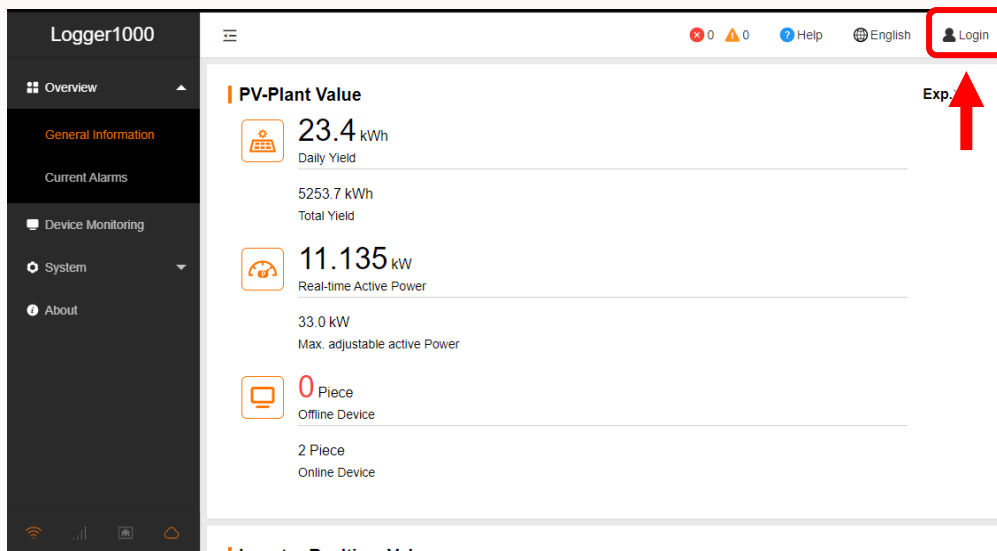 Logger1000
0 0 Help English Login
Overview
General Information
Current Alarms
Device Monitoring
System
About
PV-Plant Value
Exp.
23.4 kWh
Daily Yield
5253.7 kWh
Total Yield
11.135 kW
Real-time Active Power
33.0 kW
Max. adjustable active Power
0 Piece
Offline Device
2 Piece
Online Device